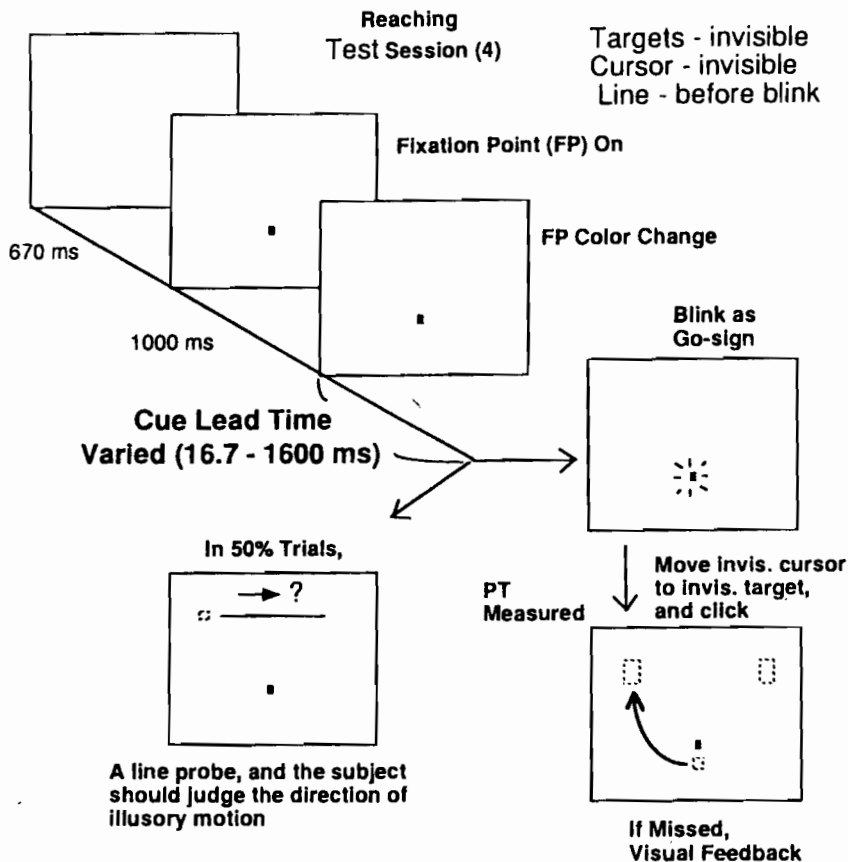 Reaching
Test Session (4)
Targets - invisible
Cursor - invisible
Line - before blink
Fixation Point (FP) On
FP Color Change
670 ms
1000 ms
Blink as
Go-sign
Cue Lead Time
Varied (16.7 - 1600 ms)
In 50% Trials,
?
PT
Measured
Move invis. cursor
to invis. target,
and click
A line probe, and the subject
should judge the direction of
illusory motion
If Missed,
Visual Feedback